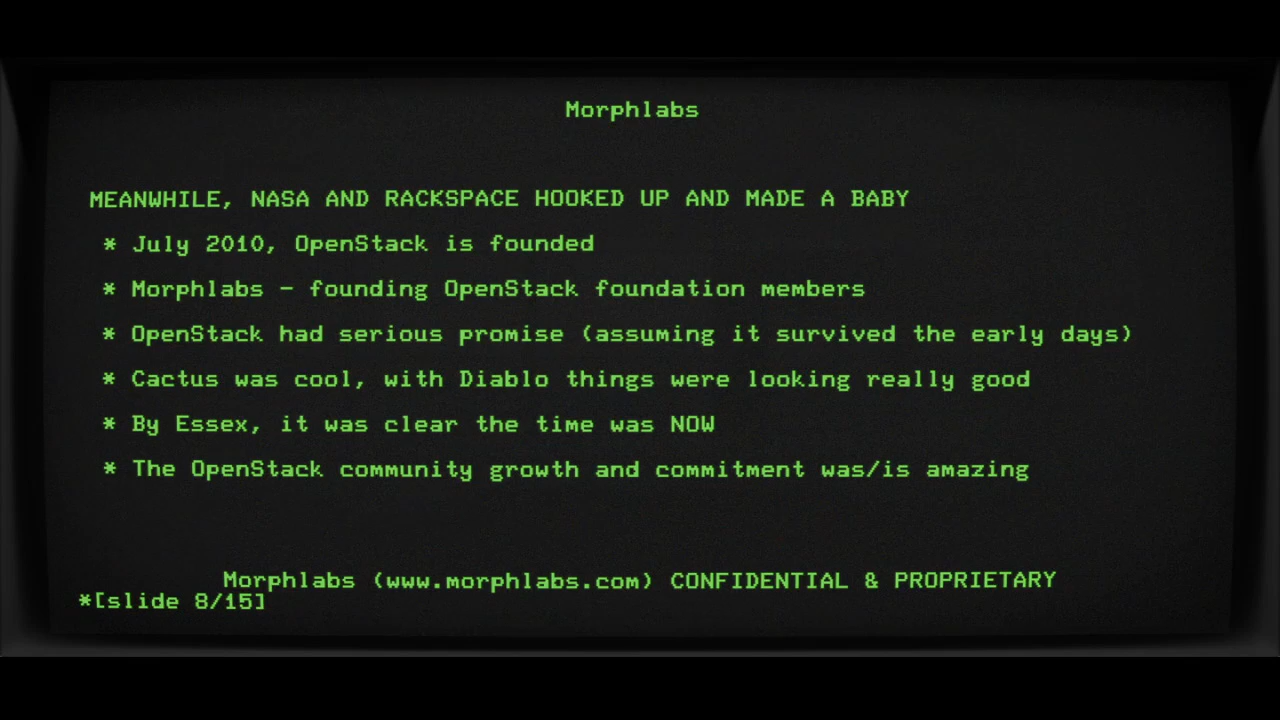 Morphlabs
MEANWHILE, NASA AND RACKSPACE HOOKED UP AND MADE A BABY
* July 2010, OpenStack is founded
* Morphlabs - founding OpenStack foundation members
* OpenStack had serious promise (assuming it survived the early days)
* Cactus was cool, with Diablo things were looking really good
* By Essex, it was clear the time was NOW
* The OpenStack community growth and commitment was/is amazing
Morphlabs (www.morphlabs.com) CONFIDENTIAL & PROPRIETARY
*[slide 8/15]